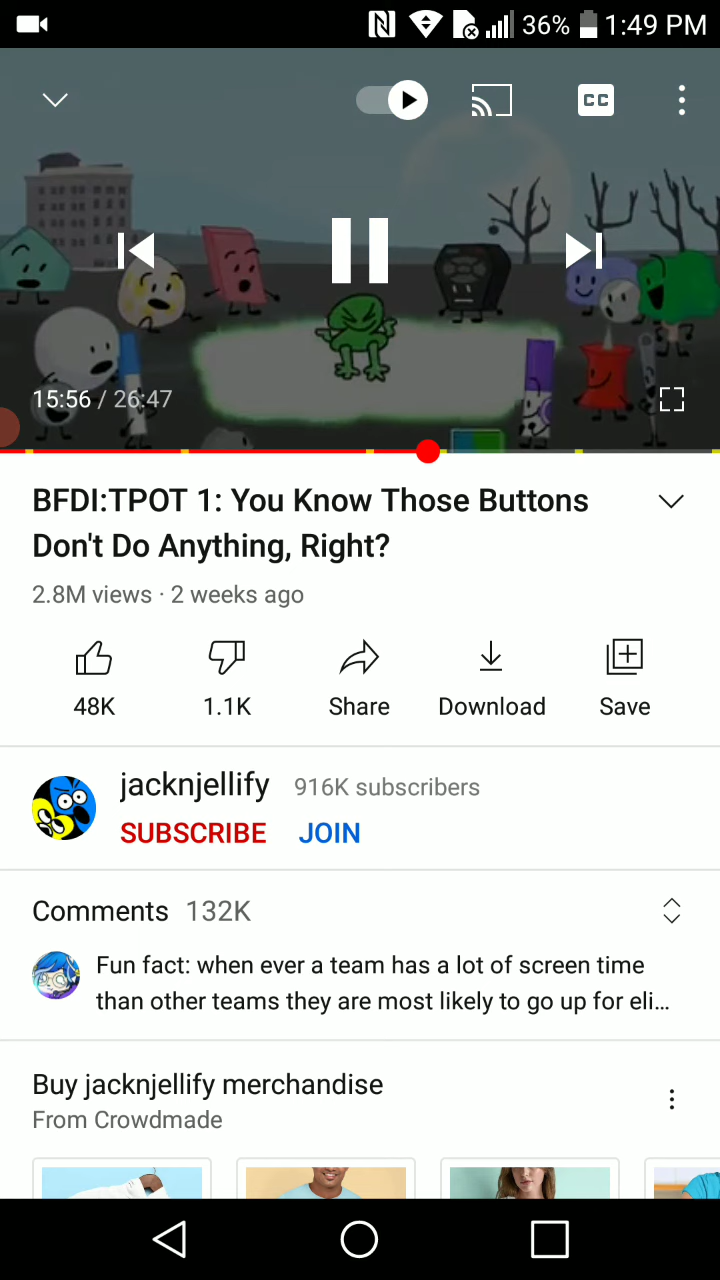 36% 1:49 PM
CC
15:56 / 26:47
BFDI:TPOT 1: You Know Those Buttons
Don't Do Anything, Right?
2.8M views · 2 weeks ago
48K 1.1K Share Download Save
jacknjellify 916K subscribers
SUBSCRIBE JOIN
Comments 132K
Fun fact: when ever a team has a lot of screen time
than other teams they are most likely to go up for eli...
Buy jacknjellify merchandise
From Crowdmade